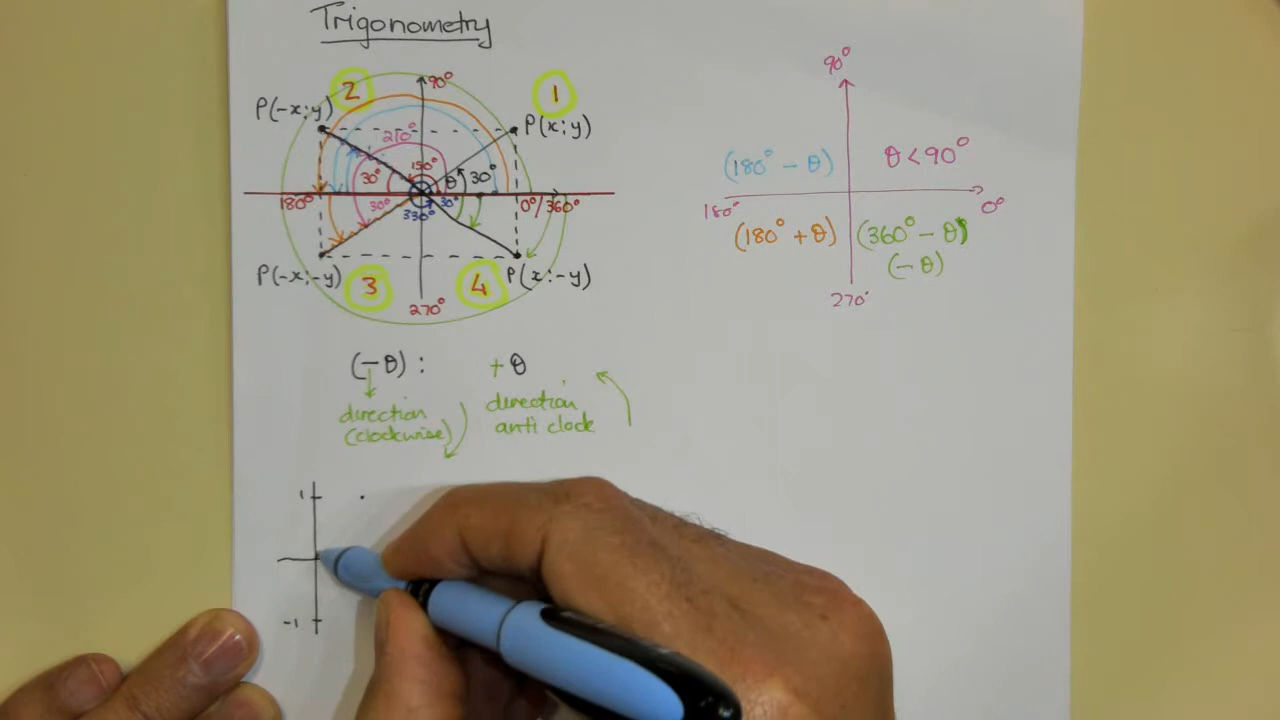 Trigonometry
90°
2
1
P(-x;y)
P(x;y)
210°
150°
30°
θ
30°
180°
30°
330°
30°
0°/360°
P(-x;-y)
3
4
P(x;-y)
270°
90°
(180° - θ)
θ < 90°
180°
0°
(180° + θ)
(360° - θ)
(-θ)
270°
(-θ) :
+ θ
direction
(clockwise)
direction
anti clock
1
-1